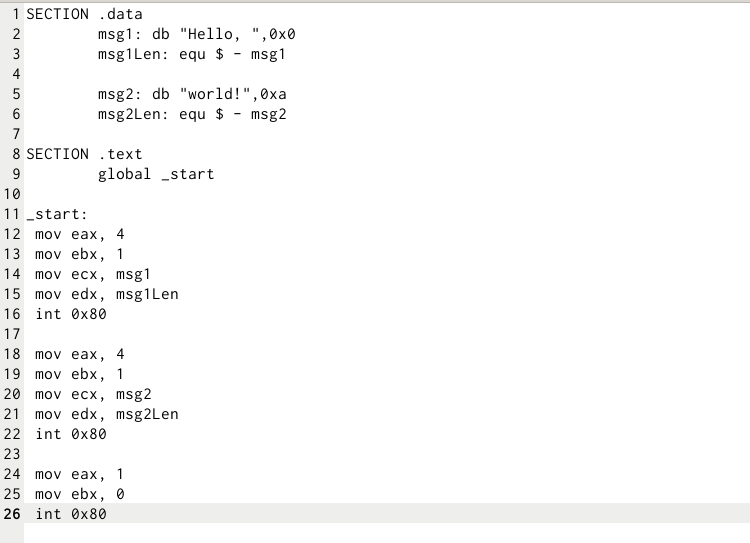 1 SECTION .data
2         msg1: db "Hello, ",0x0
3         msg1Len: equ $ - msg1
4
5         msg2: db "world!",0xa
6         msg2Len: equ $ - msg2
7
8 SECTION .text
9         global _start
10
11 _start:
12  mov eax, 4
13  mov ebx, 1
14  mov ecx, msg1
15  mov edx, msg1Len
16  int 0x80
17
18  mov eax, 4
19  mov ebx, 1
20  mov ecx, msg2
21  mov edx, msg2Len
22  int 0x80
23
24  mov eax, 1
25  mov ebx, 0
26  int 0x80